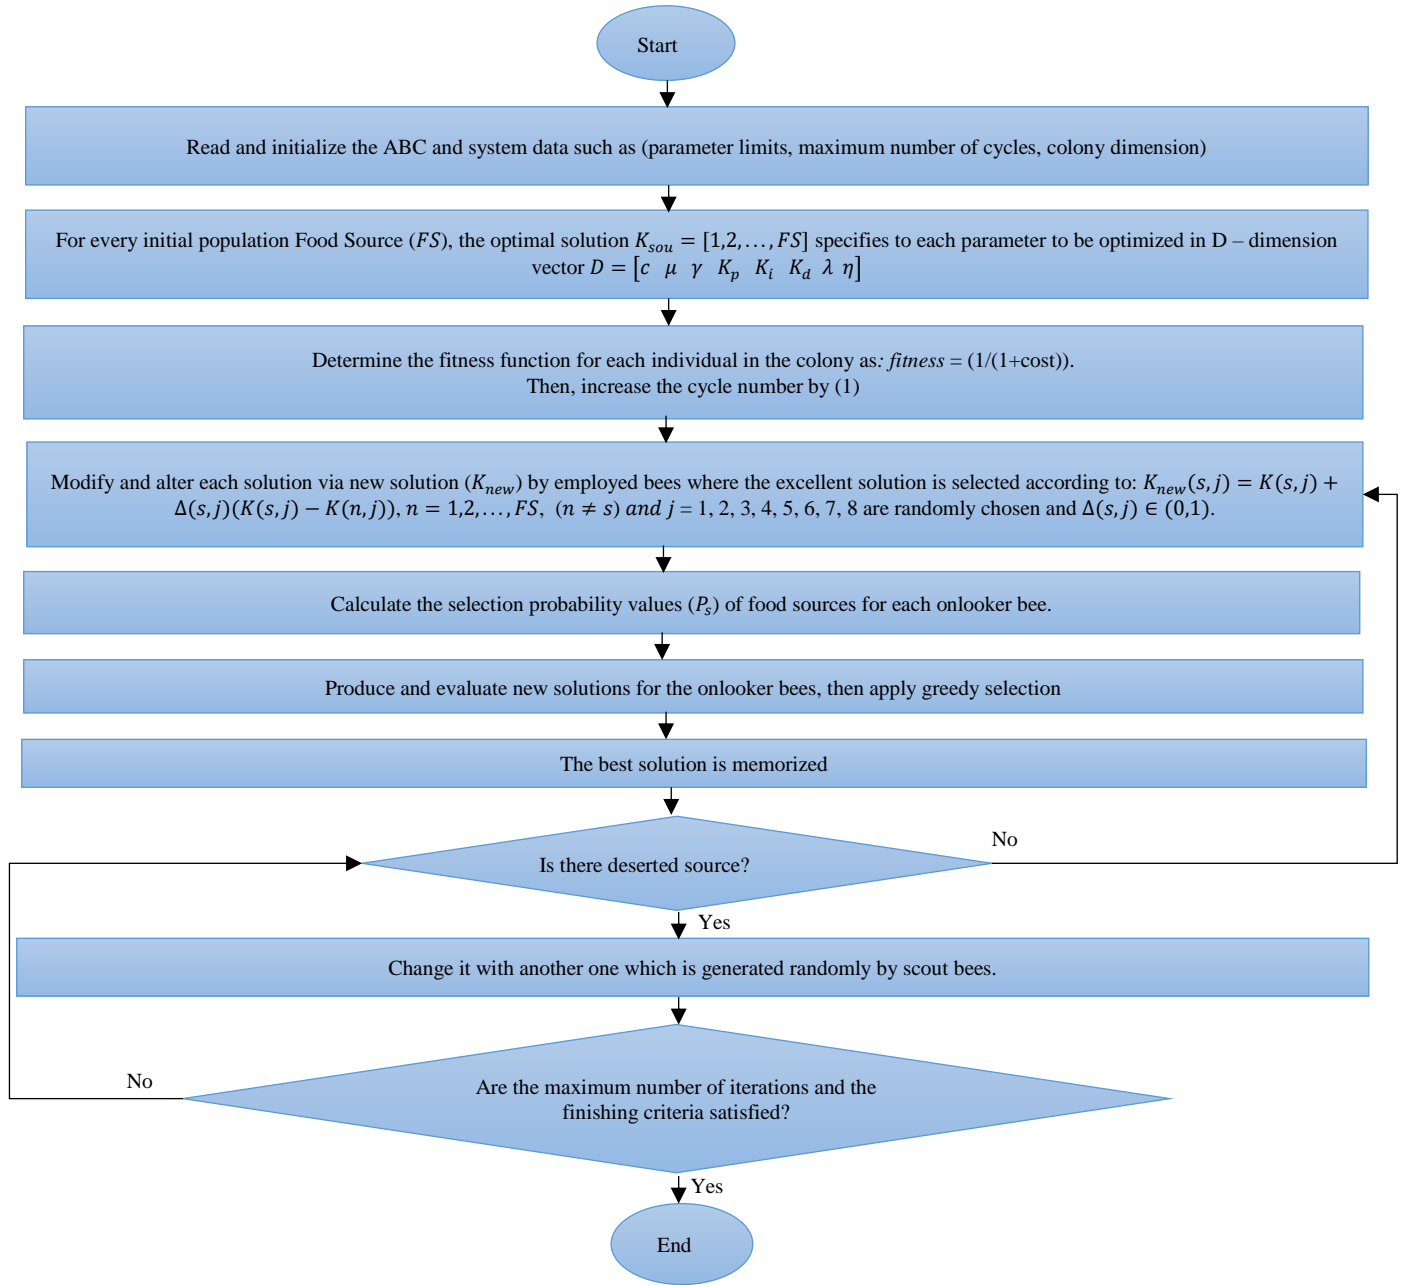 Start
Read and initialize the ABC and system data such as (parameter limits, maximum number of cycles, colony dimension)
For every initial population Food Source (FS), the optimal solution K_sou = [1,2,...,FS] specifies to each parameter to be optimized in D – dimension
vector D = [c μ γ K_p K_i K_d λ η]
Determine the fitness function for each individual in the colony as: fitness = (1/(1+cost)).
Then, increase the cycle number by (1)
Modify and alter each solution via new solution (K_new) by employed bees where the excellent solution is selected according to: K_new(s,j) = K(s,j) +
Δ(s,j)(K(s,j) − K(n,j)), n = 1,2,...,FS, (n ≠ s) and j = 1, 2, 3, 4, 5, 6, 7, 8 are randomly chosen and Δ(s,j) ∈ (0,1).
Calculate the selection probability values (P_s) of food sources for each onlooker bee.
Produce and evaluate new solutions for the onlooker bees, then apply greedy selection
The best solution is memorized
Is there deserted source?
No
Yes
Change it with another one which is generated randomly by scout bees.
No
Are the maximum number of iterations and the
finishing criteria satisfied?
Yes
End